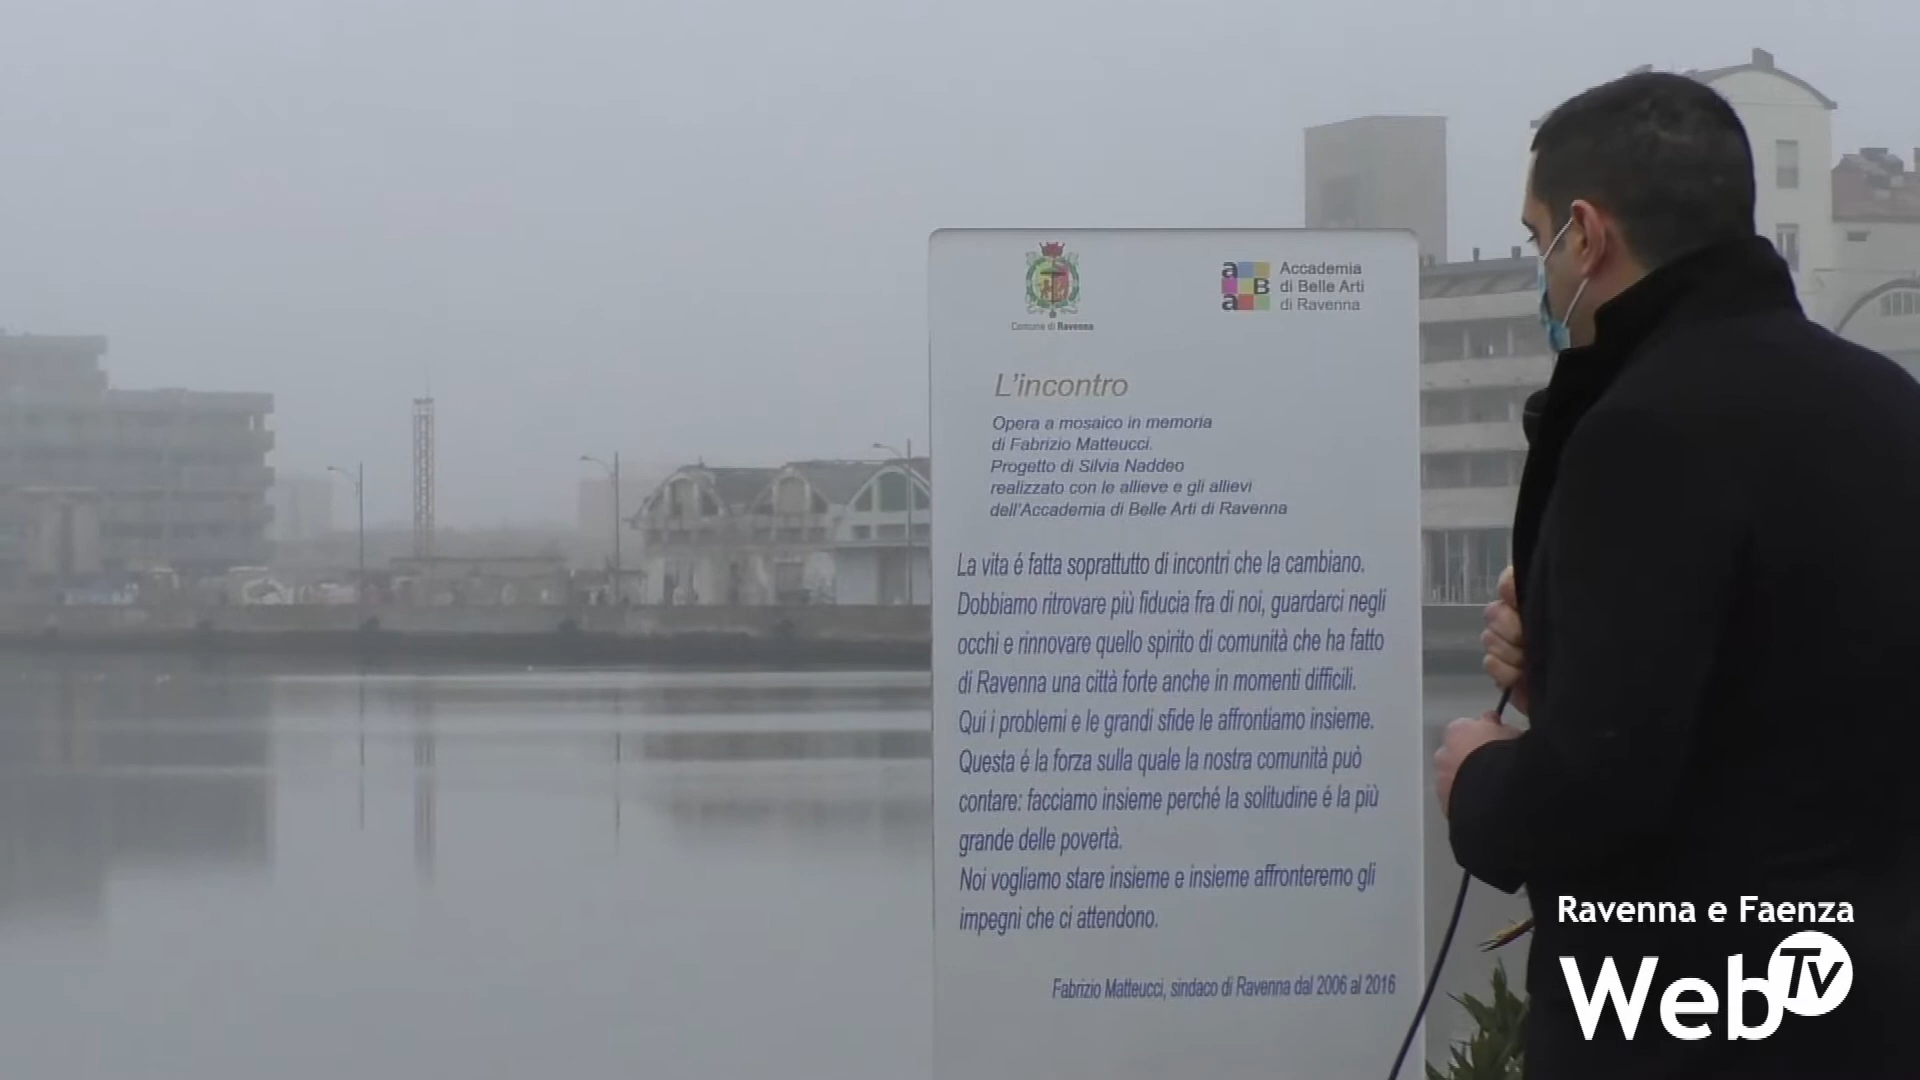 Comune di Ravenna
aBa
Accademia
di Belle Arti
di Ravenna
L'incontro
Opera a mosaico in memoria
di Fabrizio Matteucci.
Progetto di Silvia Naddeo
realizzato con le allieve e gli allievi
dell'Accademia di Belle Arti di Ravenna
La vita é fatta soprattutto di incontri che la cambiano.
Dobbiamo ritrovare più fiducia fra di noi, guardarci negli
occhi e rinnovare quello spirito di comunità che ha fatto
di Ravenna una città forte anche in momenti difficili.
Qui i problemi e le grandi sfide le affrontiamo insieme.
Questa é la forza sulla quale la nostra comunità può
contare: facciamo insieme perché la solitudine é la più
grande delle povertà.
Noi vogliamo stare insieme e insieme affronteremo gli
impegni che ci attendono.
Fabrizio Matteucci, sindaco di Ravenna dal 2006 al 2016
Ravenna e Faenza
WebTv